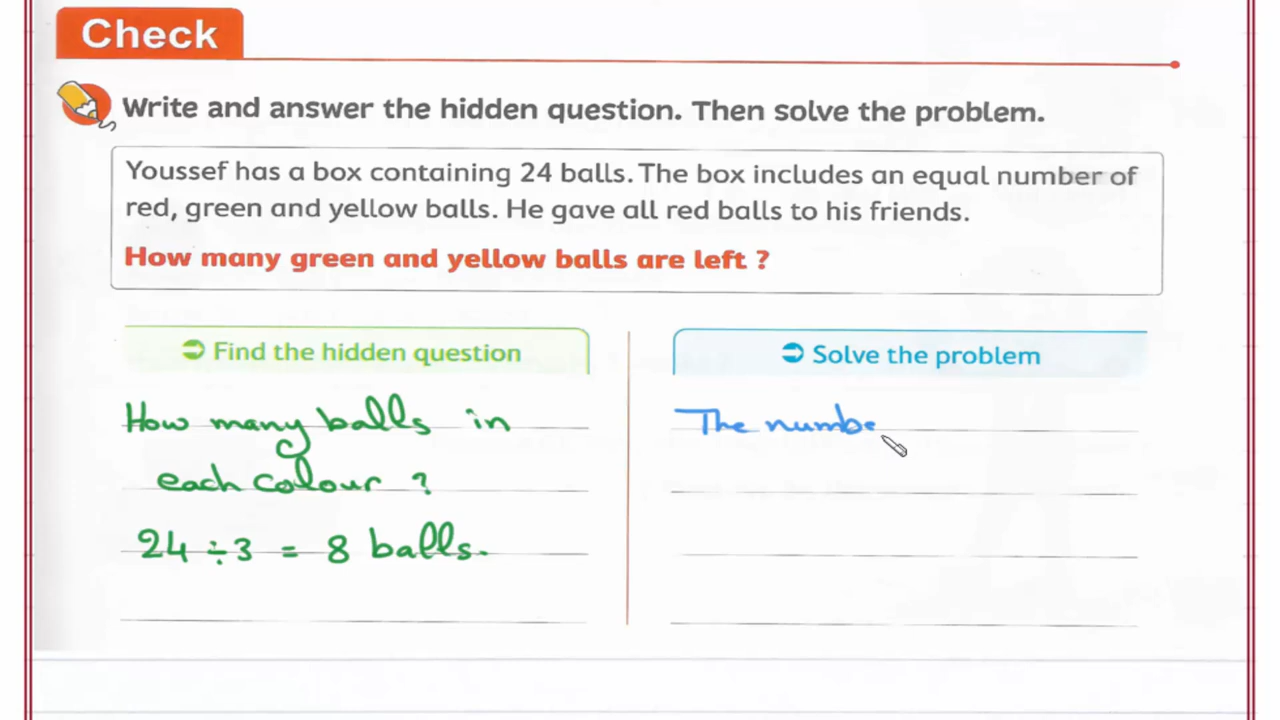 Check
Write and answer the hidden question. Then solve the problem.
Youssef has a box containing 24 balls. The box includes an equal number of
red, green and yellow balls. He gave all red balls to his friends.
How many green and yellow balls are left ?
Find the hidden question
How many balls in
each colour ?
24 ÷ 3 = 8 balls.
Solve the problem
The numbe